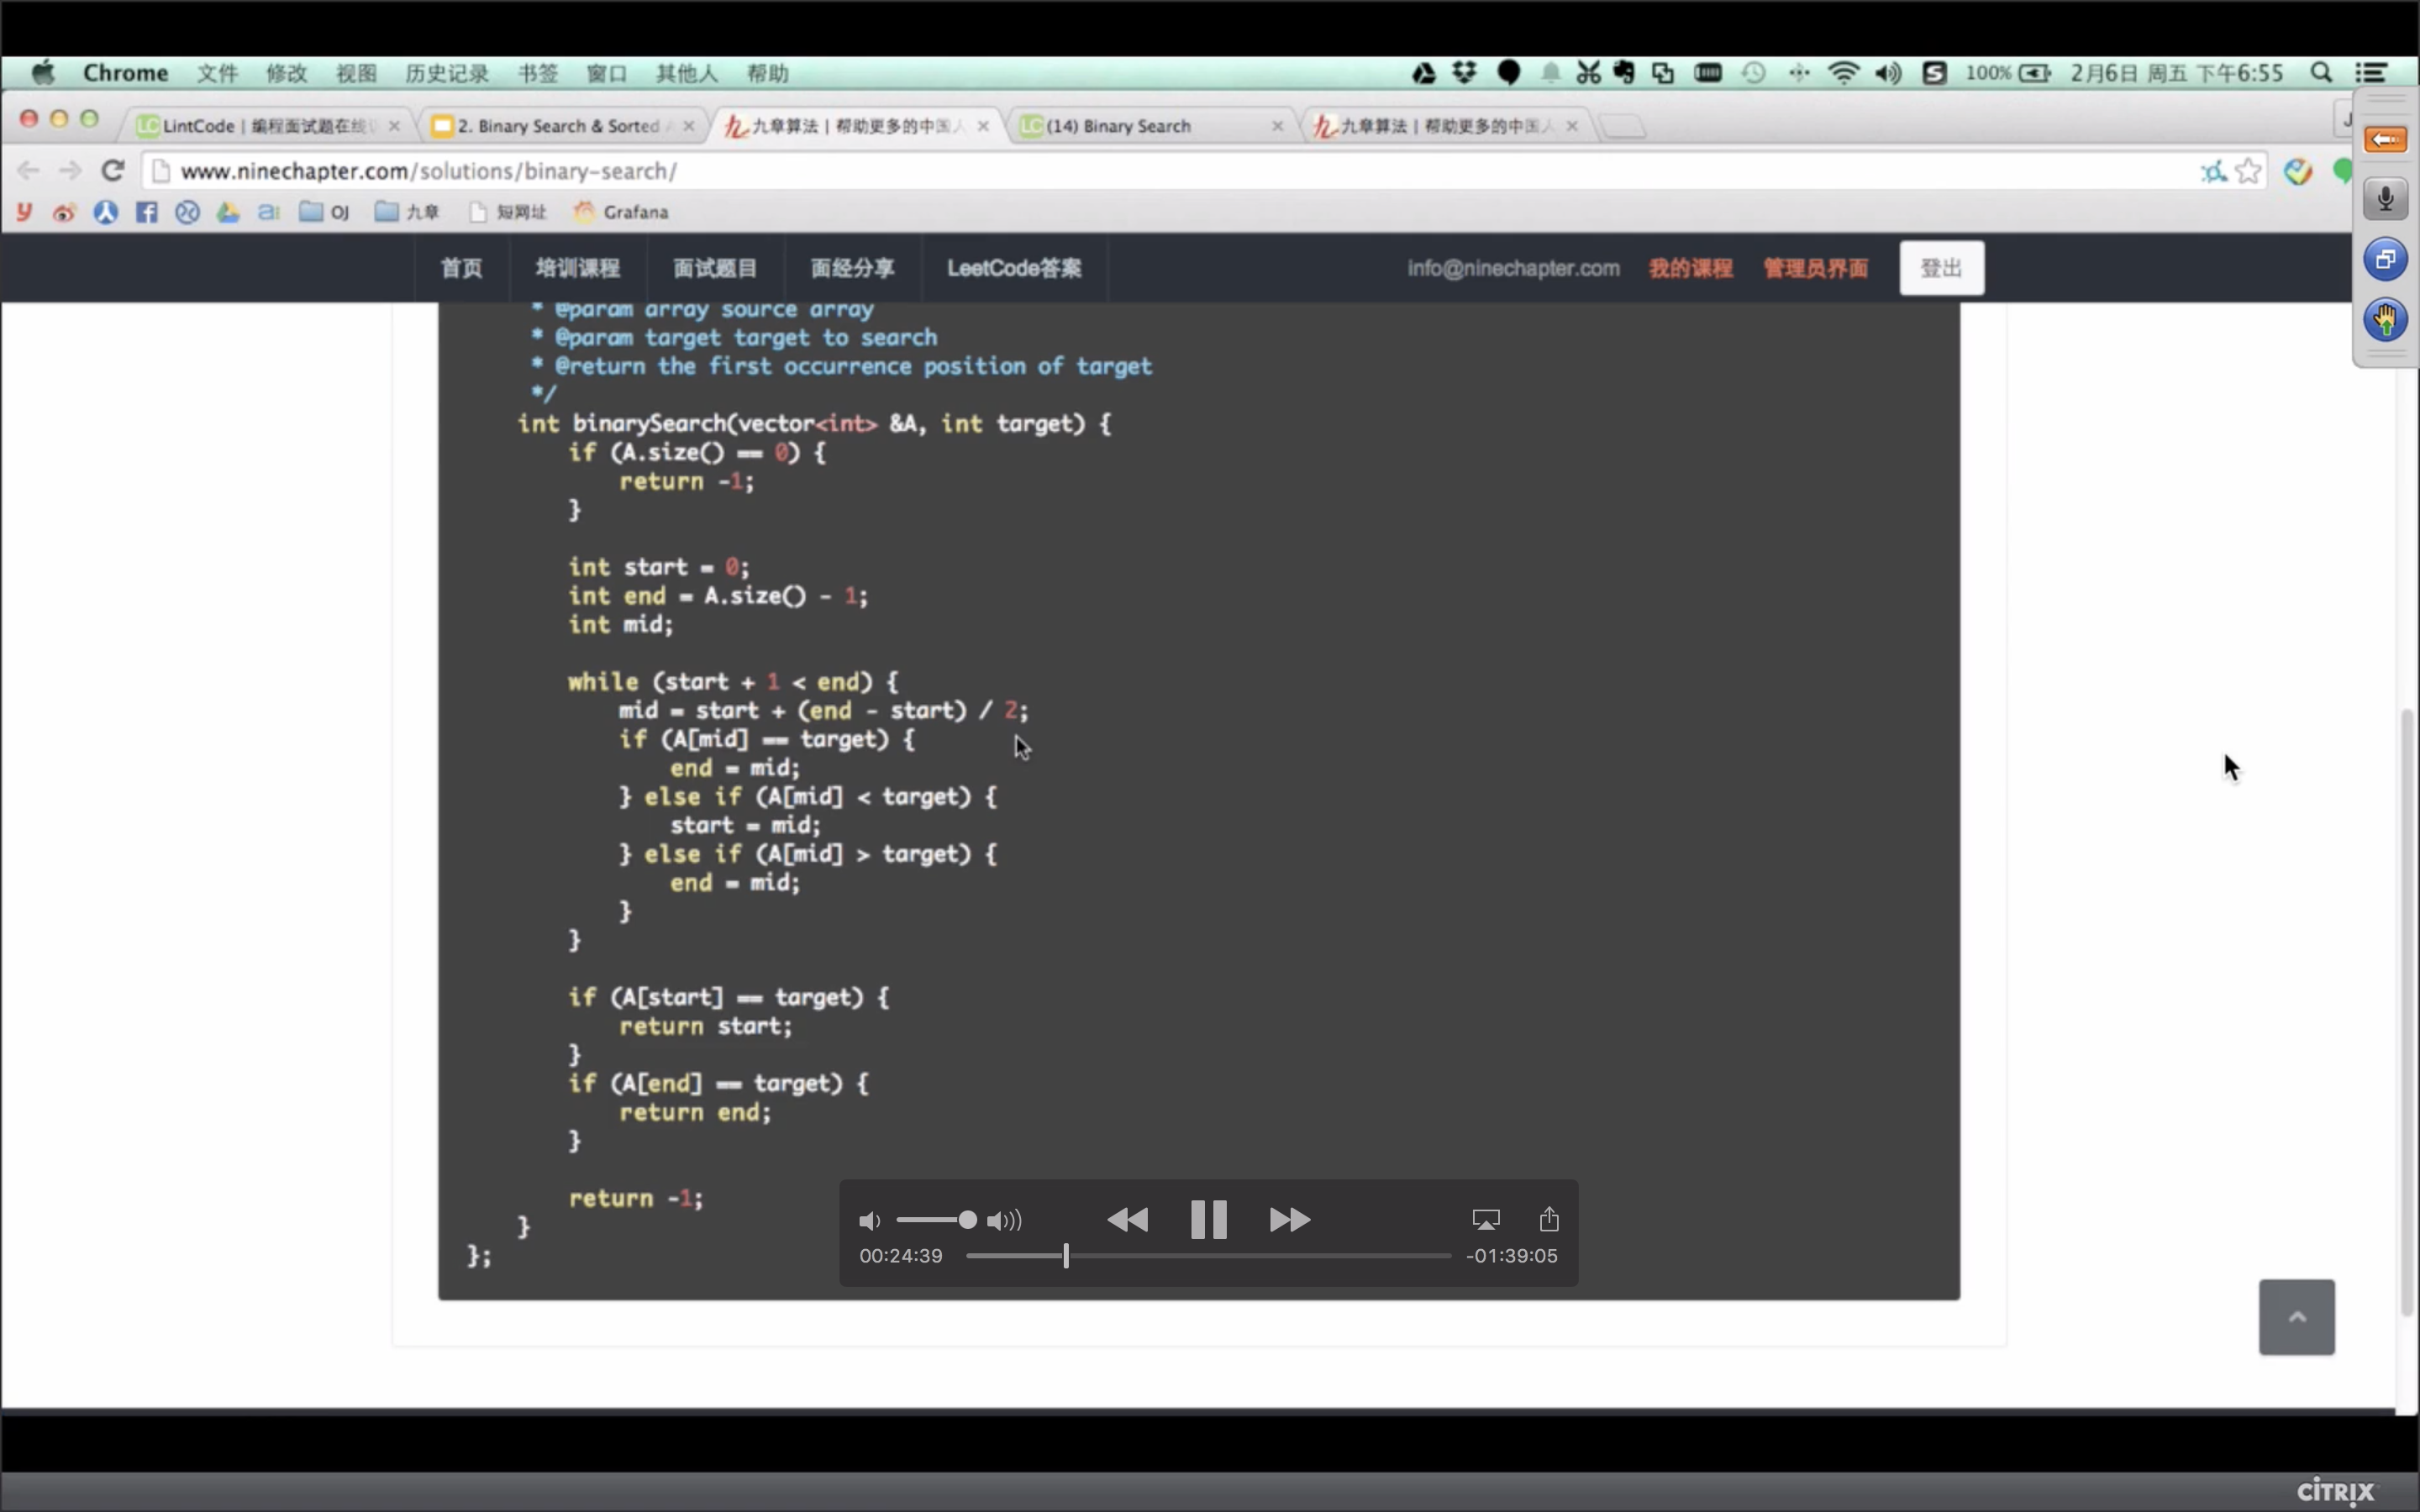 Chrome 文件 修改 视图 历史记录 书签 窗口 其他人 帮助 100% 2月6日 周五 下午6:55
LintCode | 编程面试题在线 2. Binary Search & Sorted 九章算法 | 帮助更多的中国人 (14) Binary Search 九章算法 | 帮助更多的中国人
www.ninechapter.com/solutions/binary-search/
OJ 九章 短网址 Grafana
首页 培训课程 面试题目 面经分享 LeetCode答案 info@ninechapter.com 我的课程 管理员界面 登出
* @param array source array
* @param target target to search
* @return the first occurrence position of target
*/
int binarySearch(vector<int> &A, int target) {
if (A.size() == 0) {
return -1;
}
int start = 0;
int end = A.size() - 1;
int mid;
while (start + 1 < end) {
mid = start + (end - start) / 2;
if (A[mid] == target) {
end = mid;
} else if (A[mid] < target) {
start = mid;
} else if (A[mid] > target) {
end = mid;
}
}
if (A[start] == target) {
return start;
}
if (A[end] == target) {
return end;
}
return -1;
}
};
00:24:39 -01:39:05
CITRIX